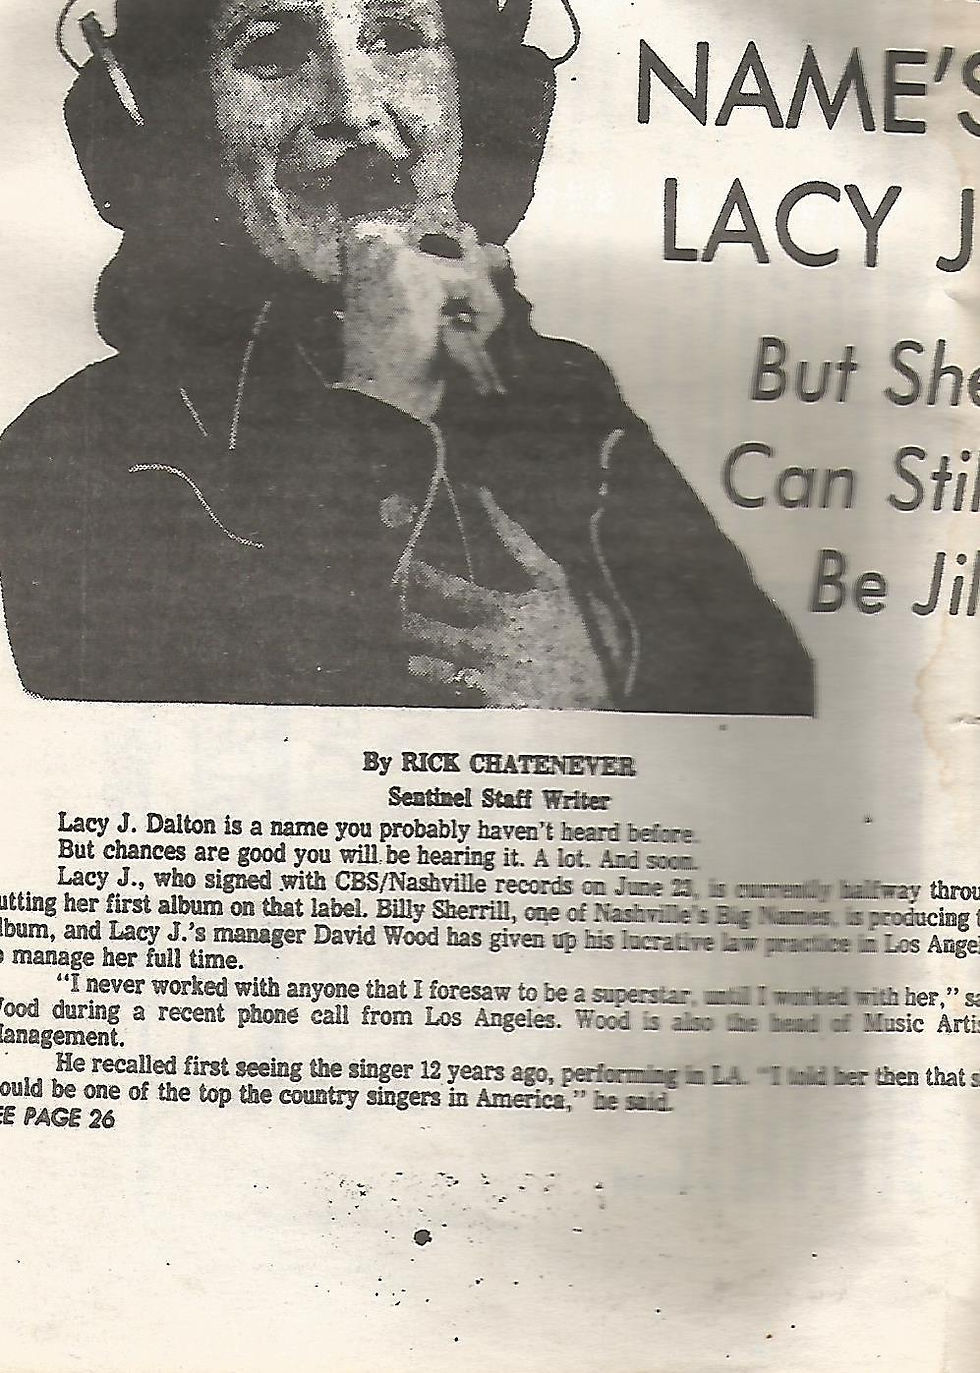 NAME'S
LACY J
But She
Can Stil
Be Jil
By RICK CHATENEVER
Sentinel Staff Writer
Lacy J. Dalton is a name you probably haven't heard before.
But chances are good you will be hearing it. A lot. And soon.
Lacy J., who signed with CBS/Nashville records on June 23, is currently halfway throu
utting her first album on that label. Billy Sherrill, one of Nashville's Big Names, is producing t
lbum, and Lacy J.'s manager David Wood has given up his lucrative law practice in Los Angel
o manage her full time.
"I never worked with anyone that I foresaw to be a superstar, until I worked with her," sa
ood during a recent phone call from Los Angeles. Wood is also the head of Music Artis
anagement.
He recalled first seeing the singer 12 years ago, performing in LA. "I told her then that s
ould be one of the top the country singers in America," he said.
EE PAGE 26